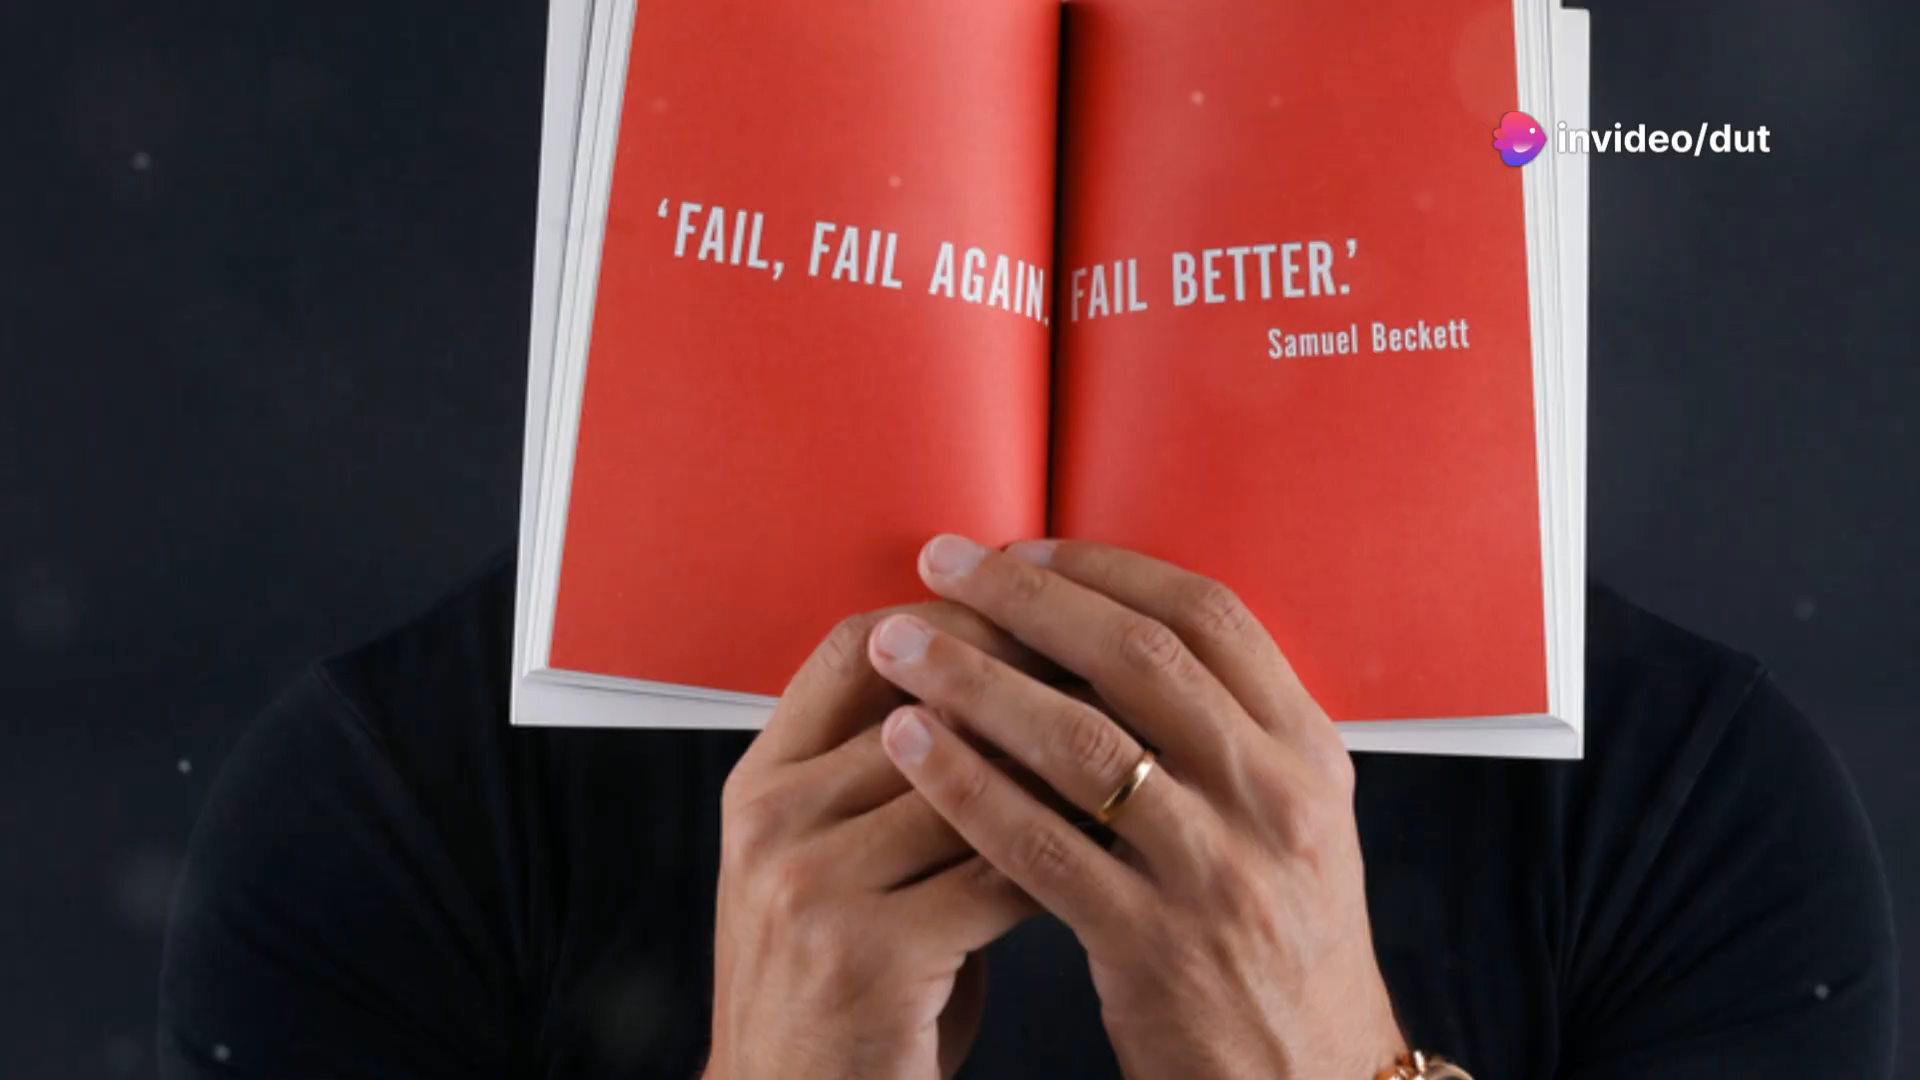 invideo/dut
‘FAIL, FAIL AGAIN. FAIL BETTER.’
Samuel Beckett